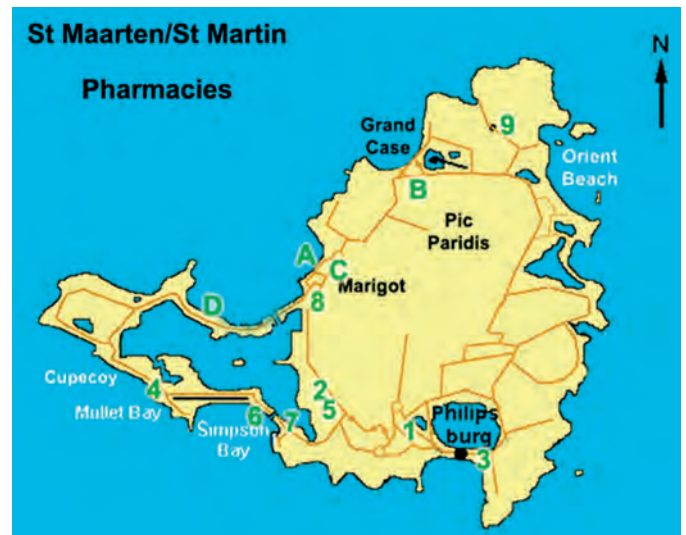 St Maarten/St Martin
Pharmacies
N
Grand
Case
9
Orient
Beach
B
Pic
Paridis
A
C
Marigot
8
D
Cupecoy
4
Mullet Bay
2
5
6
7
Simpson
Bay
1
Philips
burg
3